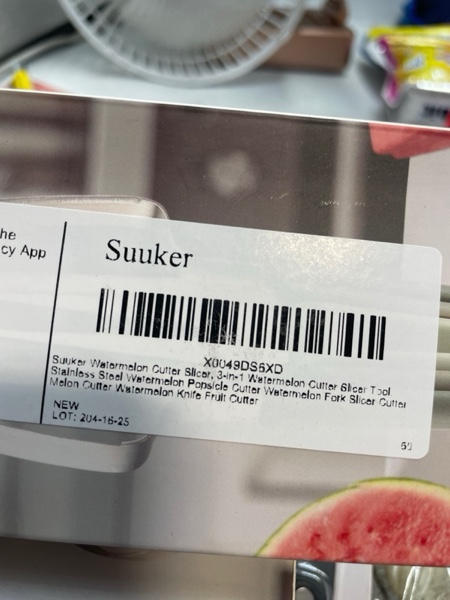 he
cy App
Suuker
X0049DS6XD
Suuker Watermelon Cutter Slicer, 3-in-1 Watermelon Cutter Slicer Tool
Stainless Steel Watermelon Popsicle Cutter Watermelon Fork Slicer Cutter
Melon Cutter Watermelon Knife Fruit Cutter
NEW
LOT: 204-16-25